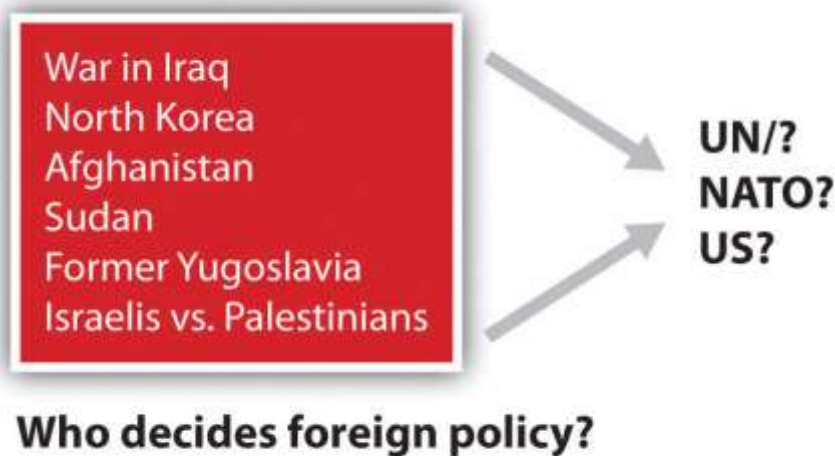 War in Iraq
North Korea
Afghanistan
Sudan
Former Yugoslavia
Israelis vs. Palestinians
UN/?
NATO?
US?
Who decides foreign policy?